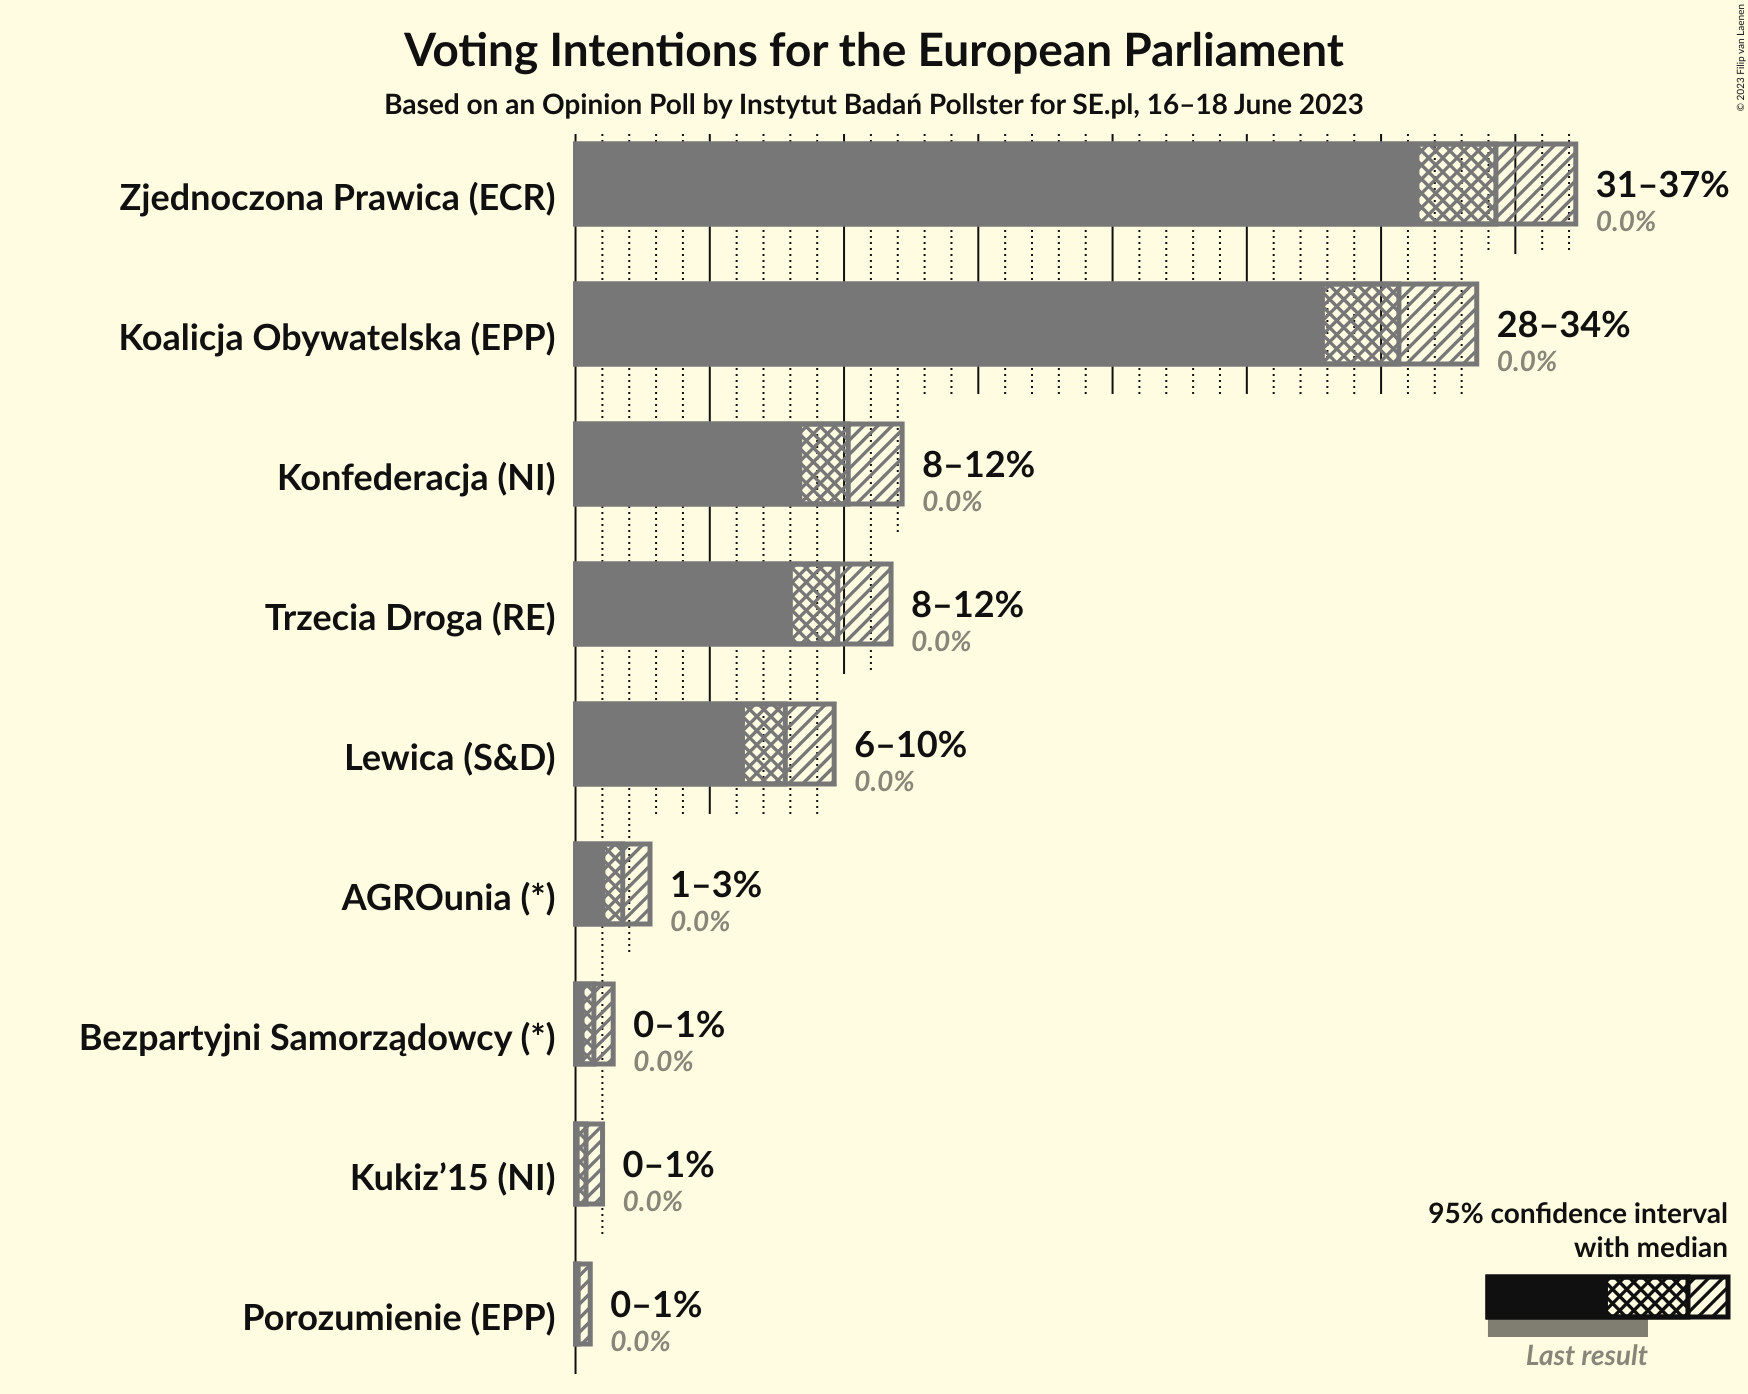 Voting Intentions for the European Parliament
Based on an Opinion Poll by Instytut Badań Pollster for SE.pl, 16–18 June 2023
© 2023 Filip van Laenen
Zjednoczona Prawica (ECR)
31–37%
0.0%
Koalicja Obywatelska (EPP)
28–34%
0.0%
Konfederacja (NI)
8–12%
0.0%
Trzecia Droga (RE)
8–12%
0.0%
Lewica (S&D)
6–10%
0.0%
AGROunia (*)
1–3%
0.0%
Bezpartyjni Samorządowcy (*)
0–1%
0.0%
Kukiz’15 (NI)
0–1%
0.0%
Porozumienie (EPP)
0–1%
0.0%
95% confidence interval
with median
Last result